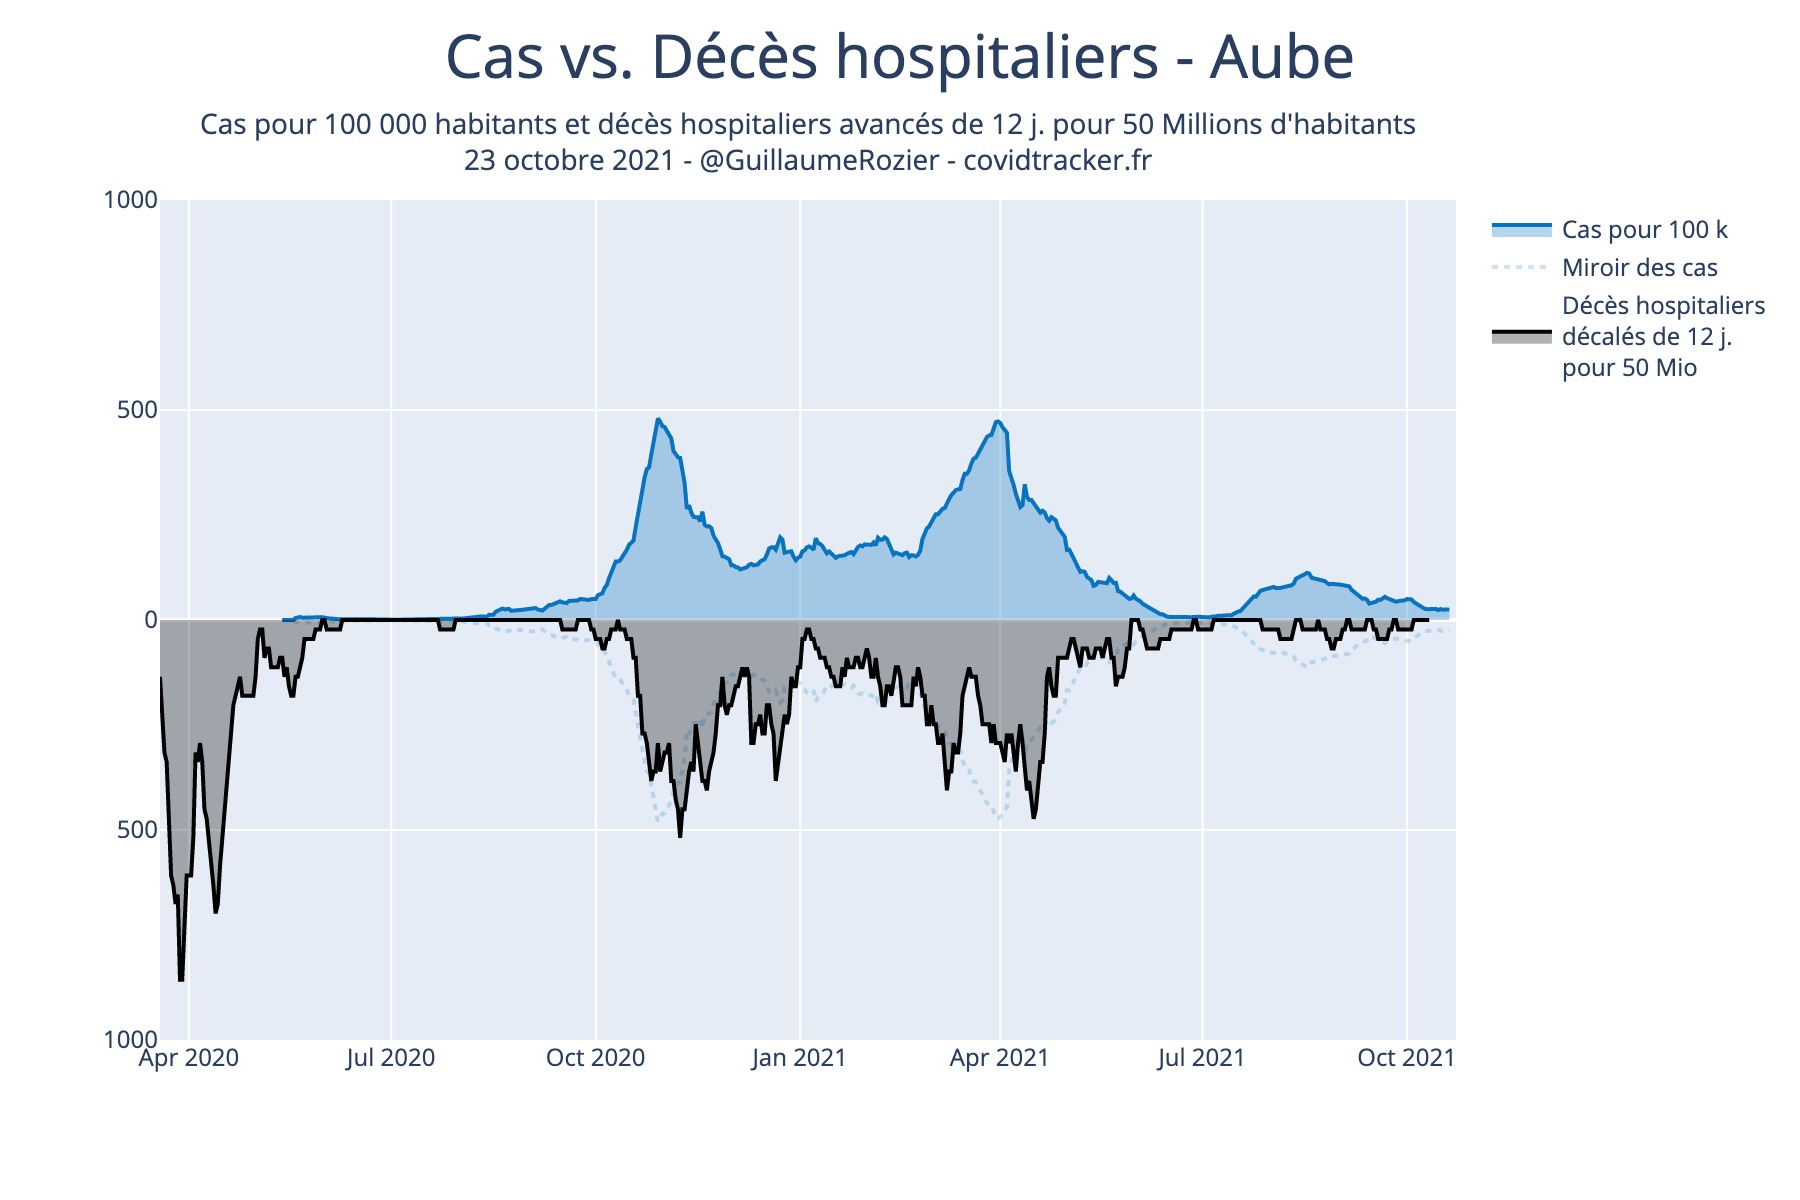 Cas vs. Décès hospitaliers - Aube
Cas pour 100 000 habitants et décès hospitaliers avancés de 12 j. pour 50 Millions d'habitants
23 octobre 2021 - @GuillaumeRozier - covidtracker.fr
1000
500
0
500
1000
Apr 2020
Jul 2020
Oct 2020
Jan 2021
Apr 2021
Jul 2021
Oct 2021
Cas pour 100 k
Miroir des cas
Décès hospitaliers
décalés de 12 j.
pour 50 Mio